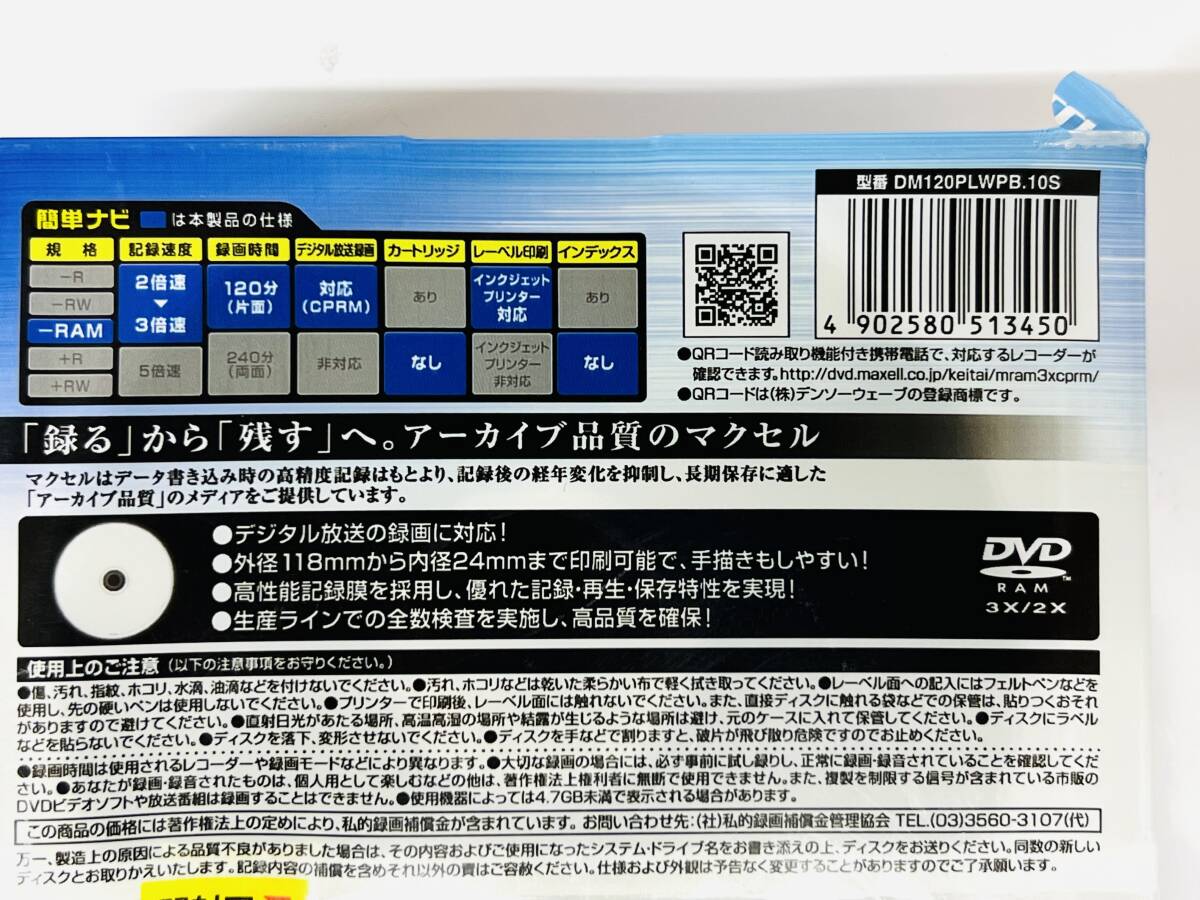 型番 DM120PLWPB.10S
4 902580 513450
簡単ナビ は本製品の仕様
規格 記録速度 録画時間 デジタル放送録画 カートリッジ レーベル印刷 インデックス
−R
−RW
−RAM
+R
+RW
2倍速
▼
3倍速
5倍速
120分
(片面)
240分
(両面)
対応
(CPRM)
非対応
あり
なし
インクジェット
プリンター
対応
インクジェット
プリンター
非対応
あり
なし
●QRコード読み取り機能付き携帯電話で、対応するレコーダーが
確認できます。http://dvd.maxell.co.jp/keitai/mram3xcprm/
●QRコードは(株)デンソーウェーブの登録商標です。
「録る」から「残す」へ。アーカイブ品質のマクセル
マクセルはデータ書き込み時の高精度記録はもとより、記録後の経年変化を抑制し、長期保存に適した
「アーカイブ品質」のメディアをご提供しています。
●デジタル放送の録画に対応!
●外径118mmから内径24mmまで印刷可能で、手描きもしやすい!
●高性能記録膜を採用し、優れた記録・再生・保存特性を実現!
●生産ラインでの全数検査を実施し、高品質を確保!
DVD
RAM
3X/2X
使用上のご注意 (以下の注意事項をお守りください。)
●傷、汚れ、指紋、ホコリ、水滴、油滴などを付けないでください。●汚れ、ホコリなどは乾いた柔らかい布で軽く拭き取ってください。●レーベル面への記入にはフェルトペンなどを
使用し、先の硬いペンは使用しないでください。●プリンターで印刷後、レーベル面には触れないでください。また、直接ディスクに触れる袋などでの保管は、貼りつくおそれ
がありますので避けてください。●直射日光があたる場所、高温高湿の場所や結露が生じるような場所は避け、元のケースに入れて保管してください。●ディスクにラベル
などを貼らないでください。●ディスクを落下、変形させないでください。●ディスクを手などで割りますと、破片が飛び散り危険ですのでお止めください。
●録画時間は使用されるレコーダーや録画モードなどにより異なります。●大切な録画の場合には、必ず事前に試し録りし、正常に録画・録音されていることを確認してくだ
さい。●あなたが録画・録音されたものは、個人用として楽しむなどの他は、著作権法上権利者に無断で使用できません。また、複製を制限する信号が含まれている市販の
DVDビデオソフトや放送番組は録画することはできません。●使用機器によっては4.7GB未満で表示される場合があります。
この商品の価格には著作権法上の定めにより、私的録画補償金が含まれています。お問い合わせ先:(社)私的録画補償金管理協会 TEL.(03)3560-3107(代)
万一、製造上の原因による品質不良がありました場合は、その内容およびご使用になったシステム・ドライブ名をお書き添えの上、ディスクをお送りください。同数の新しい
ディスクとお取りかえいたします。記録内容の補償を含めそれ以外の責はご容赦ください。仕様および外観は予告なく変更することがありますのでご了承願います。